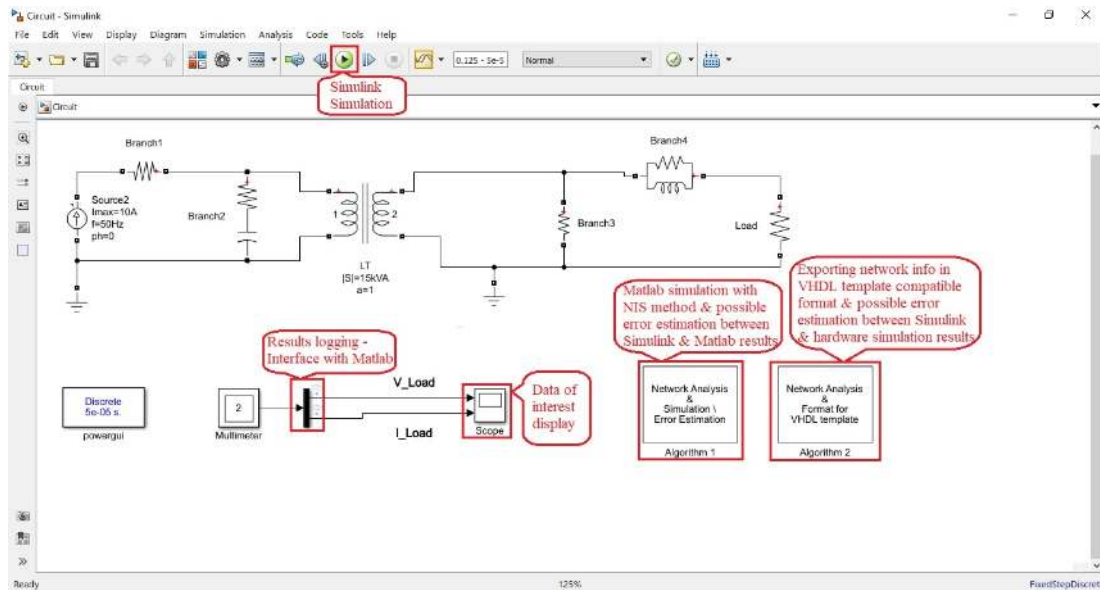 Circuit - Simulink
File Edit View Display Diagram Simulation Analysis Code Tools Help
0.125 - 5e-5 Normal
Circuit
Simulink
Simulation
Circuit
Branch1
Branch4
Source2
Imax=10A
f=50Hz
ph=0
Branch2
1
2
Branch3
Load
LT
|S|=15kVA
a=1
Matlab simulation with
NIS method & possible
error estimation between
Simulink & Matlab results
Exporting network info in
VHDL template compatible
format & possible error
estimation between Simulink
& hardware simulation results
Results logging -
Interface with Matlab
V_Load
I_Load
Data of
interest
display
Discrete
5e-05 s.
powergui
2
Multimeter
Scope
Network Analysis
&
Simulation \
Error Estimation
Algorithm 1
Network Analysis
&
Format for
VHDL template
Algorithm 2
Ready
125%
FixedStepDiscret